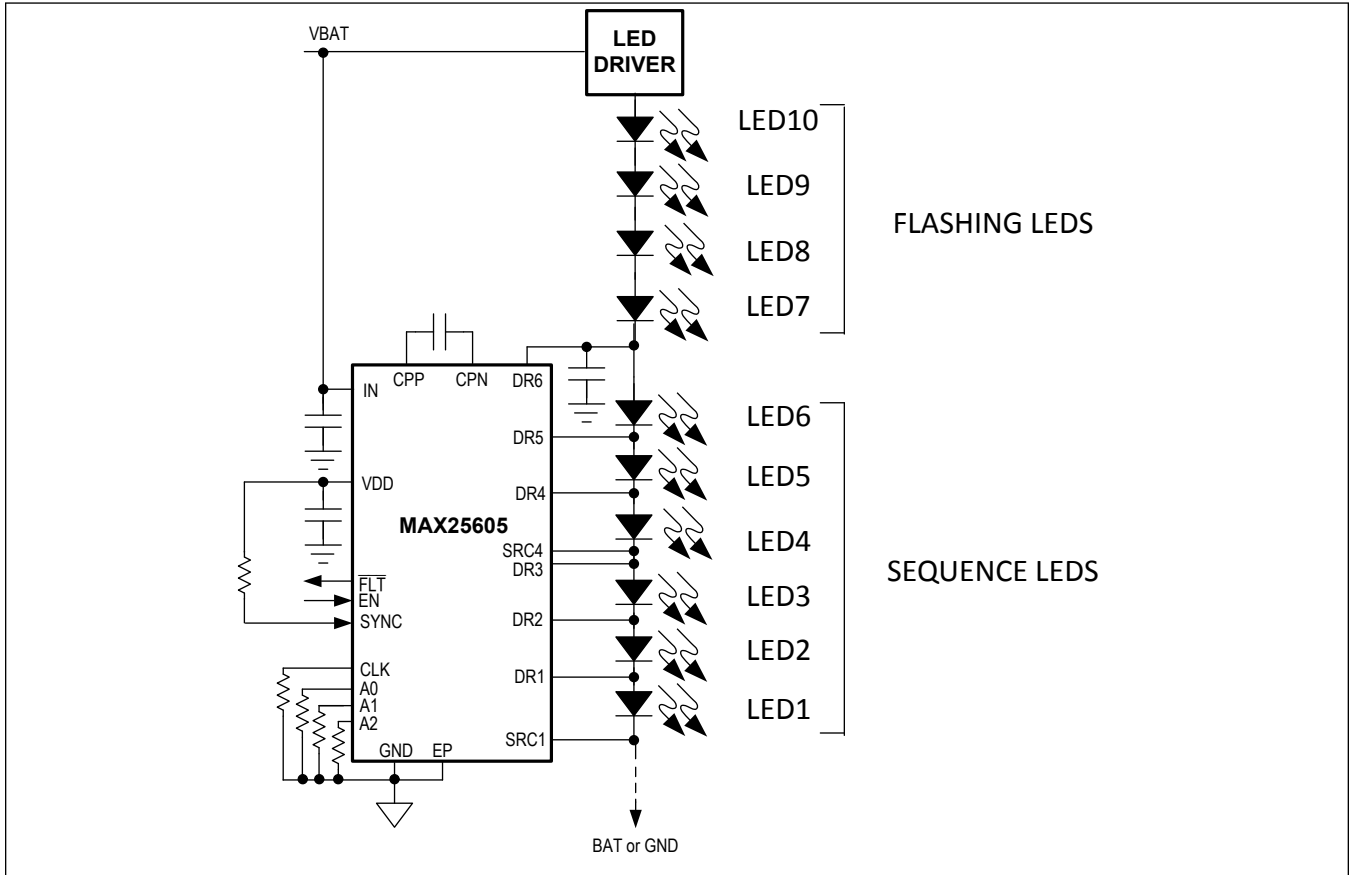 VBAT
LED
DRIVER
LED10
LED9
FLASHING LEDS
LED8
LED7
CPP
CPN
DR6
IN
LED6
DR5
VDD
LED5
DR4
MAX25605
LED4
SRC4
DR3
SEQUENCE LEDS
FLT
EN
LED3
SYNC
DR2
LED2
CLK
DR1
A0
A1
LED1
A2
SRC1
GND
EP
BAT or GND